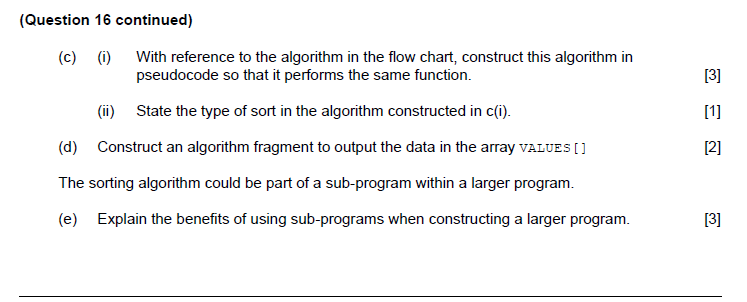 (Question 16 continued)
(c) (i) With reference to the algorithm in the flow chart, construct this algorithm in
pseudocode so that it performs the same function. [3]
(ii) State the type of sort in the algorithm constructed in c(i). [1]
(d) Construct an algorithm fragment to output the data in the array VALUES[] [2]
The sorting algorithm could be part of a sub-program within a larger program.
(e) Explain the benefits of using sub-programs when constructing a larger program. [3]